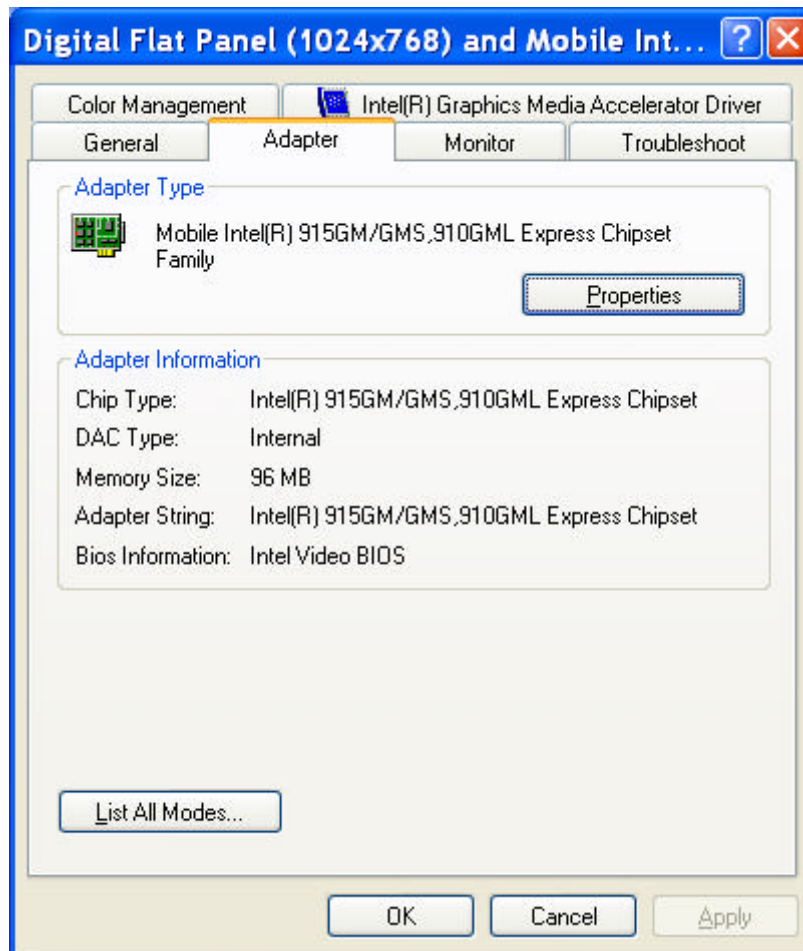 Digital Flat Panel (1024x768) and Mobile Int... ?
Color Management Intel(R) Graphics Media Accelerator Driver
General Adapter Monitor Troubleshoot
Adapter Type
Mobile Intel(R) 915GM/GMS,910GML Express Chipset
Family
Properties
Adapter Information
Chip Type: Intel(R) 915GM/GMS,910GML Express Chipset
DAC Type: Internal
Memory Size: 96 MB
Adapter String: Intel(R) 915GM/GMS,910GML Express Chipset
Bios Information: Intel Video BIOS
List All Modes...
OK Cancel Apply